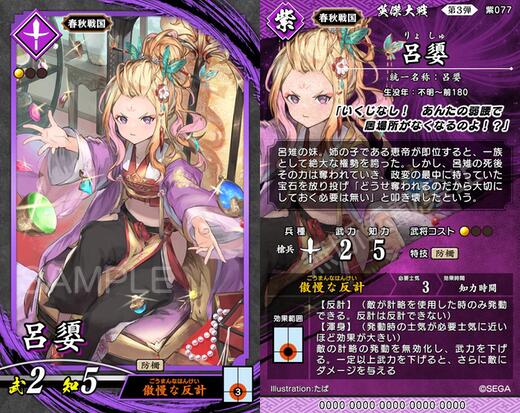 春秋戦国
SAMPLE
呂嬃
防柵
武2 知5
ごうまんなはんけい
傲慢な反計
3
紫
春秋戦国
英傑大戦
第3弾
紫077
りょ しゅ
呂嬃
統一名称:呂嬃
生没年:不明~前180
「いくじなし! あんたの弱腰で
居場所がなくなるのよ!?」
呂雉の妹。姉の子である恵帝が即位すると、一族
として絶大な権勢を誇った。しかし、呂雉の死後
その力は奪われていき、政変の最中に持っていた
宝石を放り投げ「どうせ奪われるのだから大切に
しておく必要は無い」と叩き壊したという。
兵種 武力 知力 武将コスト
槍兵 2 5
特技 防柵
ごうまんなはんけい
傲慢な反計
必要士気
3
効果時間
知力時間
効果範囲
【反計】(敵が計略を使用した時のみ発動
できる。反計は反計できない)
【渾身】(発動時の士気が必要士気に近い
ほど効果が大きい)
敵の計略の発動を無効化し、武力を下げ
る。一定以上武力を下げると、さらに敵に
ダメージを与える
Illustration:たば
©SEGA
0000 0000 0000 0000 0000